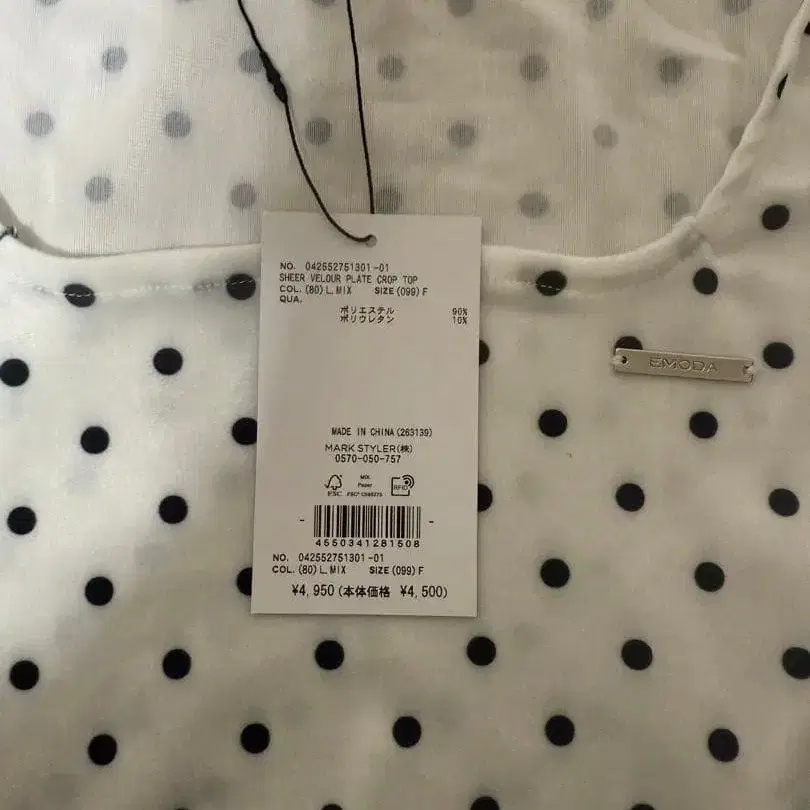 NO. 042552751301-01
SHEER VELOUR PLATE CROP TOP
COL. (80) L.MIX SIZE (099) F
QUA.
ポリエステル 90%
ポリウレタン 10%
MADE IN CHINA (263139)
MARK STYLER(株)
0570-050-757
MIX
Paper
FSC
RFID
4550341281508
NO. 042552751301-01
COL. (80) L.MIX SIZE (099) F
¥4,950 (本体価格 ¥4,500)
EMODA